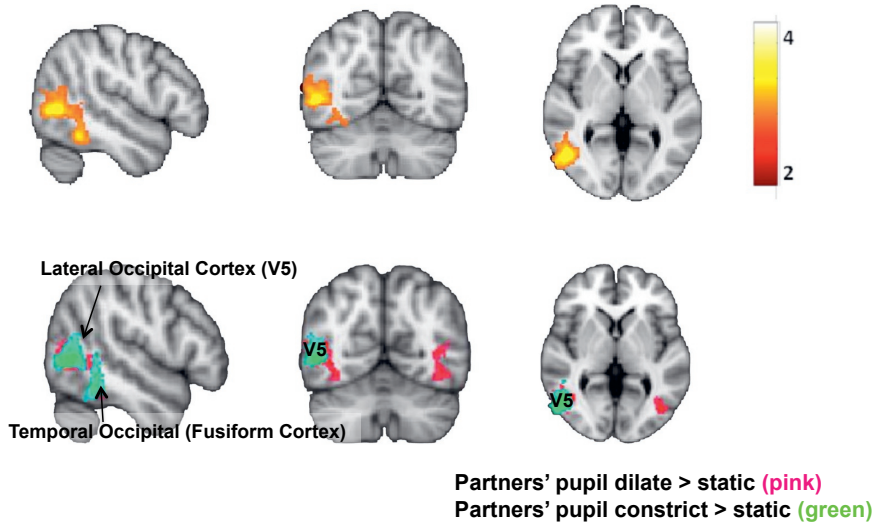 4
2
Lateral Occipital Cortex (V5)
V5
V5
Temporal Occipital (Fusiform Cortex)
Partners’ pupil dilate > static (pink)
Partners’ pupil constrict > static (green)